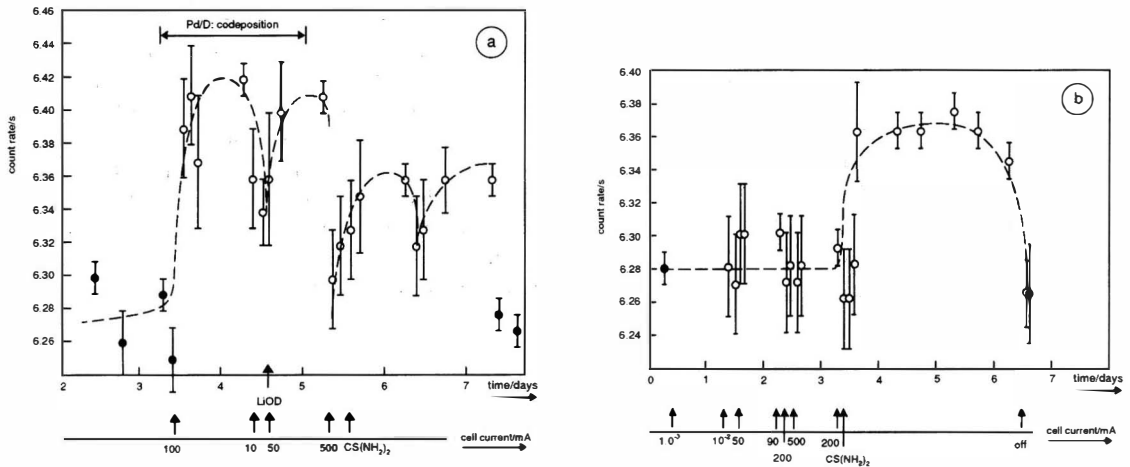 Pd/D: codeposition
a
6.46
6.44
6.42
6.40
6.38
6.36
6.34
6.32
6.30
6.28
6.26
count rate/s
2 3 4 5 6 7 time/days
LiOD
100 10 50 500 CS(NH₂)₂ cell current/mA
b
6.40
6.38
6.36
6.34
6.32
6.30
6.28
6.26
6.24
count rate/s
0 1 2 3 4 5 6 7 8
time/days
10⁻³ 10⁻² 50 90 500 200 off cell current/mA
200 CS(NH₂)₂